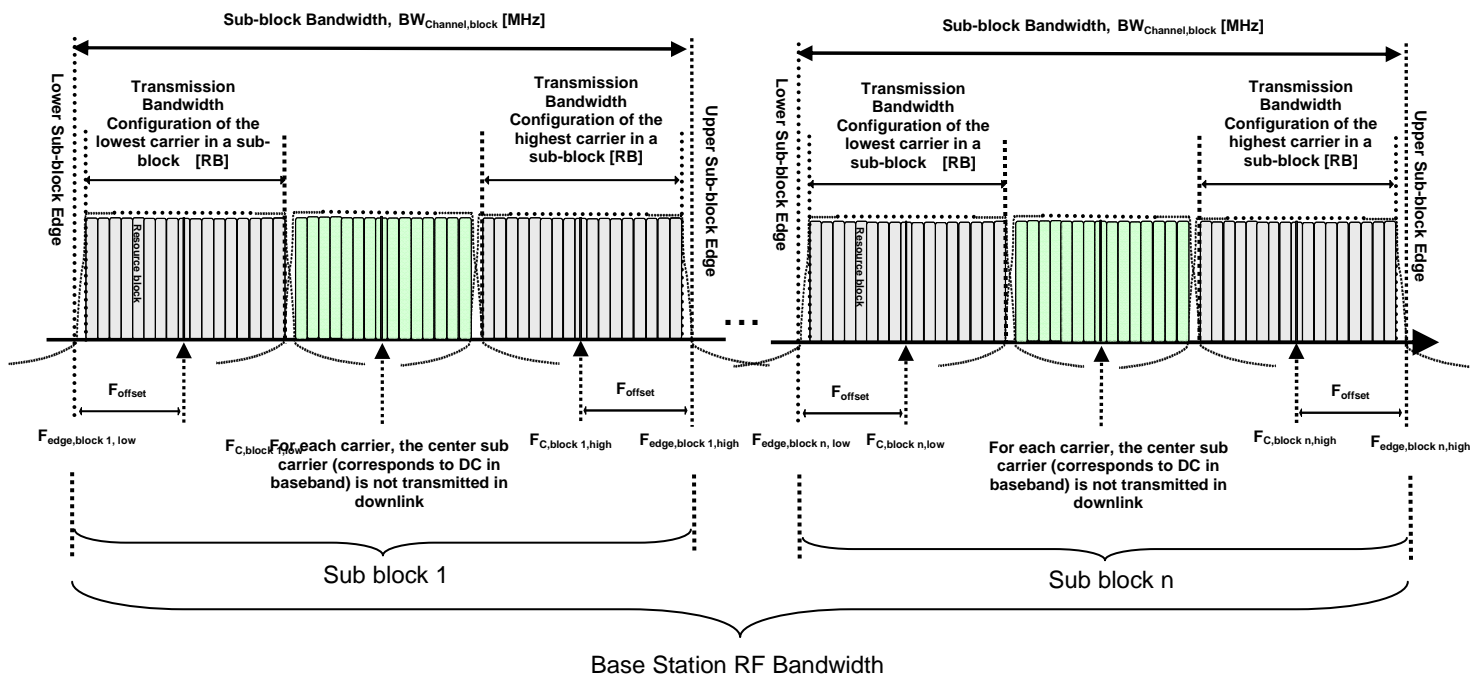 Sub-block Bandwidth, BWChannel,block [MHz]
Lower Sub-block Edge
Transmission
Bandwidth
Configuration of the
lowest carrier in a sub-
block [RB]
Transmission
Bandwidth
Configuration of the
highest carrier in a
sub-block [RB]
Upper Sub-block Edge
Resource block
Foffset
Foffset
Fedge,block 1, low
FC,block 1,low
For each carrier, the center sub
carrier (corresponds to DC in
baseband) is not transmitted in
downlink
FC,block 1,high
Fedge,block 1,high
Sub block 1
...
Sub-block Bandwidth, BWChannel,block [MHz]
Lower Sub-block Edge
Transmission
Bandwidth
Configuration of the
lowest carrier in a
sub-block [RB]
Transmission
Bandwidth
Configuration of the
highest carrier in a
sub-block [RB]
Upper Sub-block Edge
Resource block
Foffset
Foffset
Fedge,block n, low
FC,block n,low
For each carrier, the center sub
carrier (corresponds to DC in
baseband) is not transmitted in
downlink
FC,block n,high
Fedge,block n,high
Sub block n
Base Station RF Bandwidth